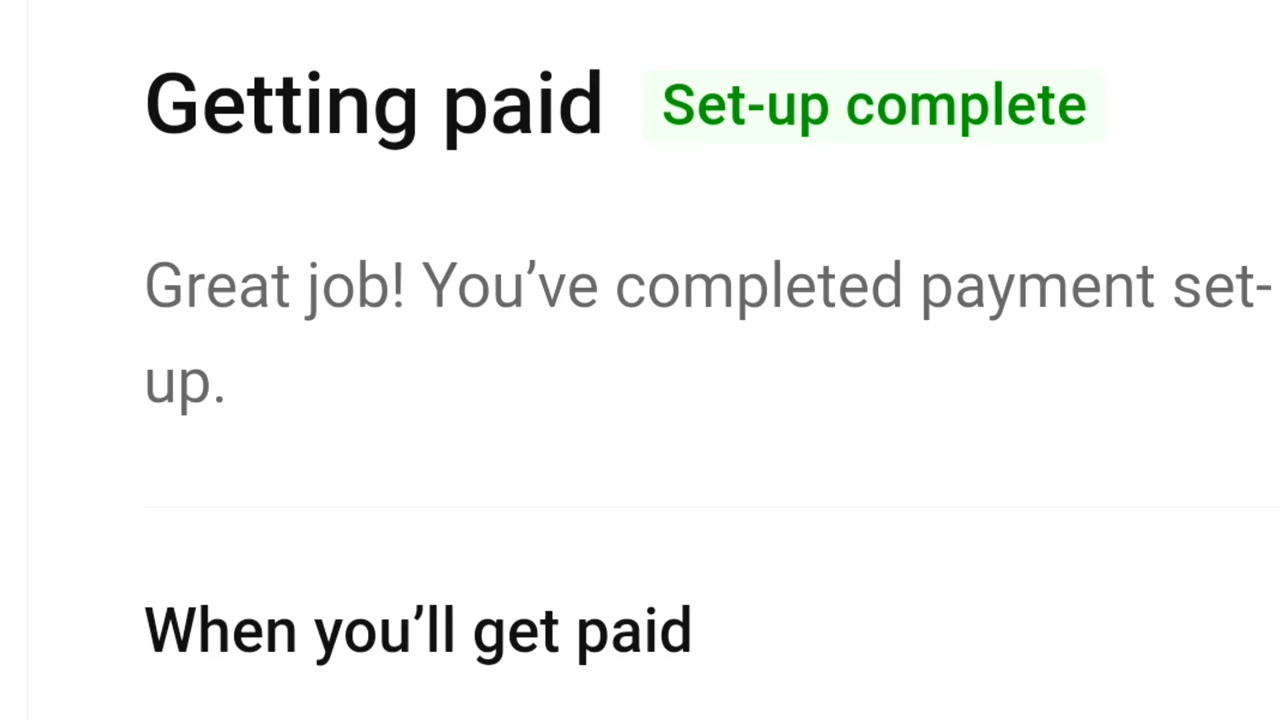 Getting paid Set-up complete
Great job! You’ve completed payment set-
up.
When you’ll get paid